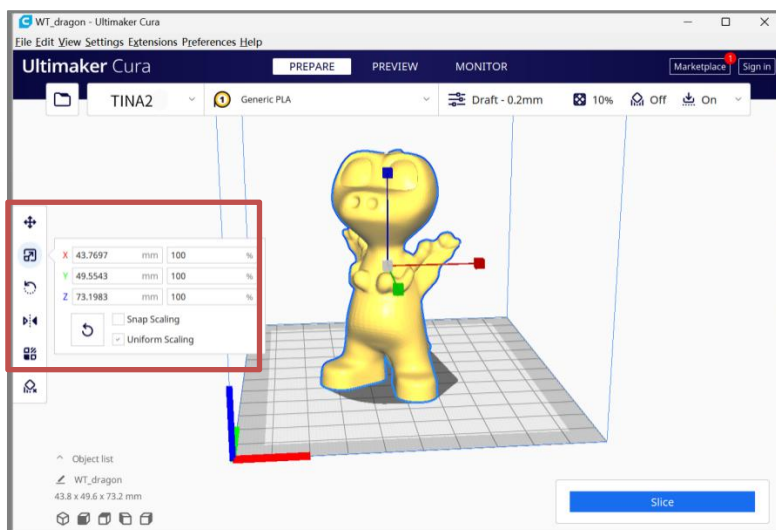 WT_dragon - Ultimaker Cura
File Edit View Settings Extensions Preferences Help
Ultimaker Cura PREPARE PREVIEW MONITOR Marketplace 1 Sign in
TINA2 1 Generic PLA Draft - 0.2mm 10% Off On
X 43.7697 mm 100 %
Y 49.5543 mm 100 %
Z 73.1983 mm 100 %
Snap Scaling
Uniform Scaling
Object list
WT_dragon
43.8 x 49.6 x 73.2 mm
Slice